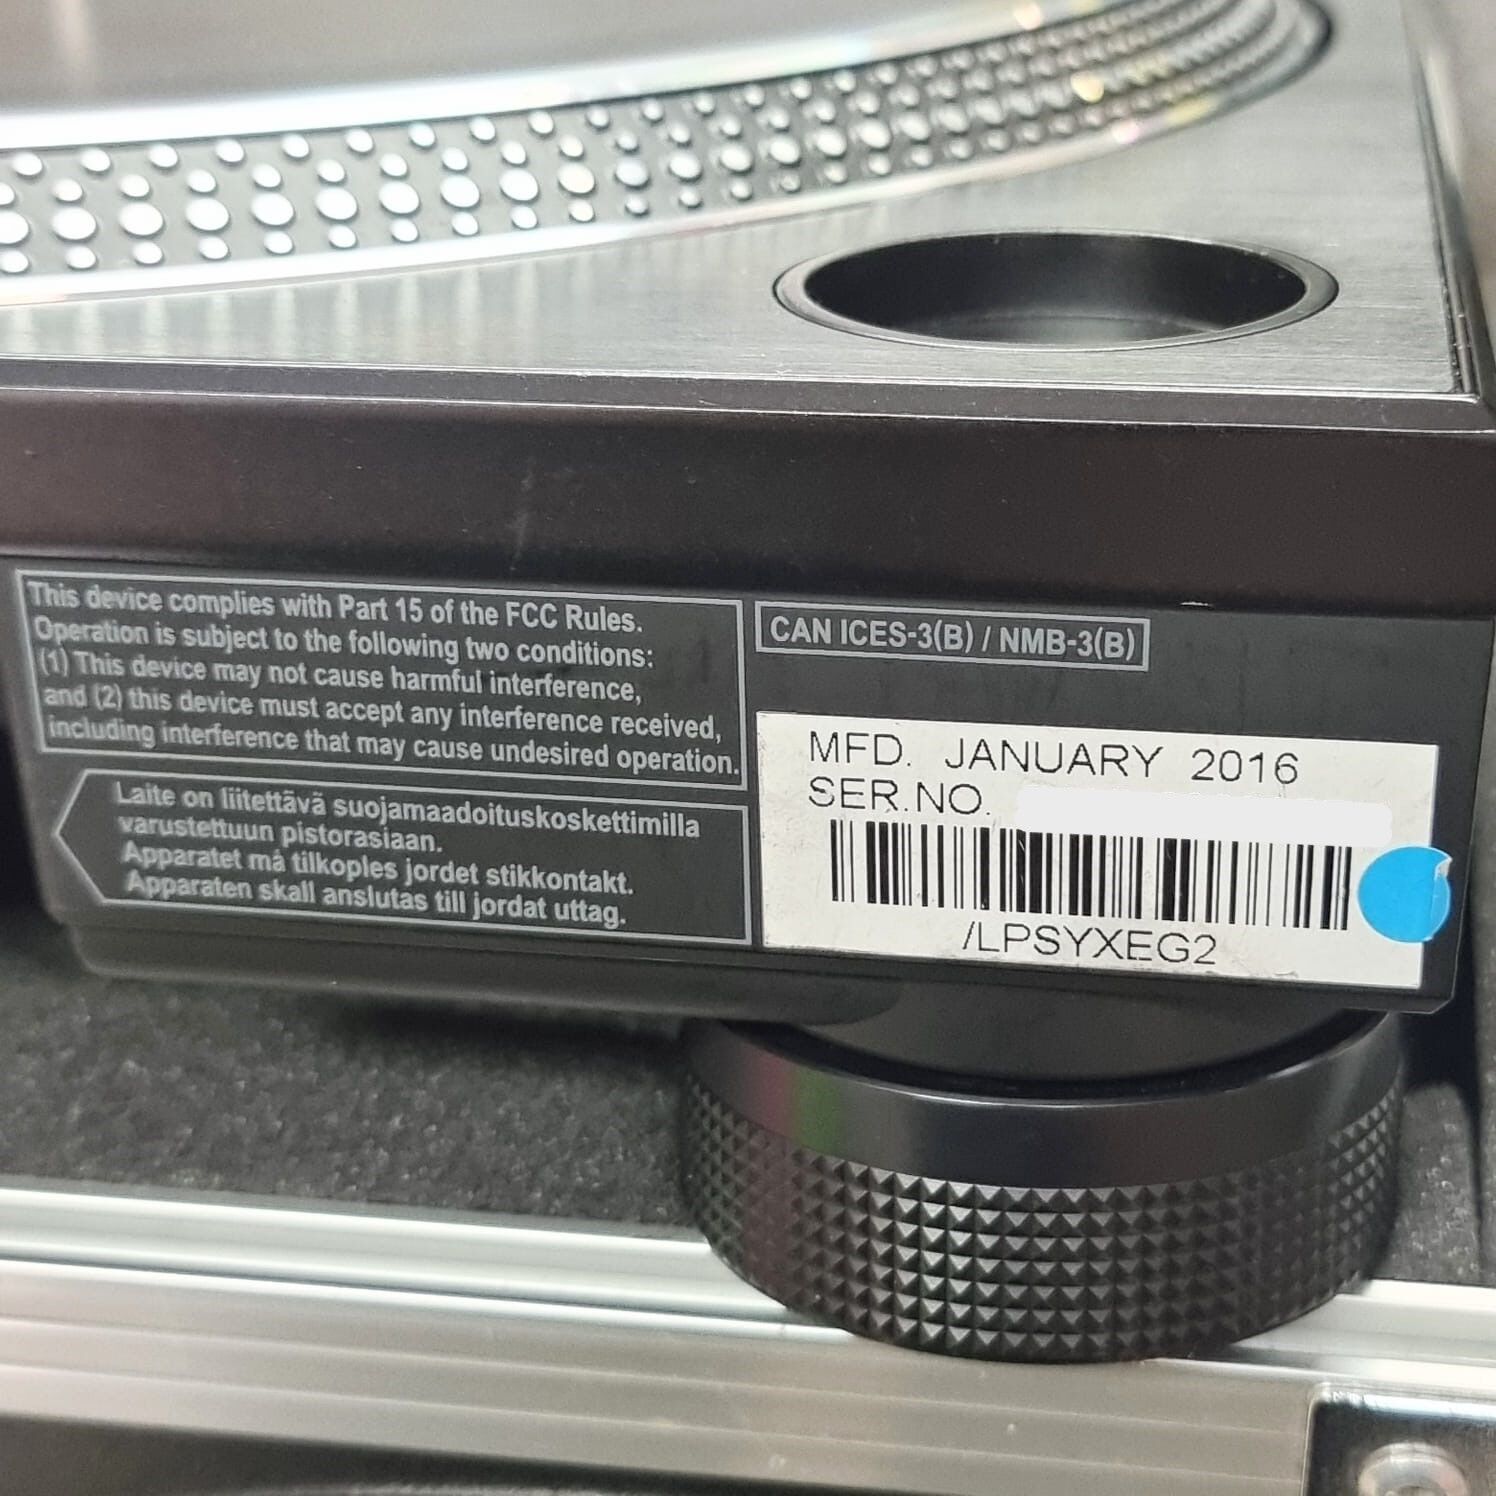 This device complies with Part 15 of the FCC Rules.
Operation is subject to the following two conditions:
(1) This device may not cause harmful interference,
and (2) this device must accept any interference received,
including interference that may cause undesired operation.
Laite on liitettävä suojamaadoituskoskettimilla
varustettuun pistorasiaan.
Apparatet må tilkoples jordet stikkontakt.
Apparaten skall anslutas till jordat uttag.
CAN ICES-3(B) / NMB-3(B)
MFD. JANUARY 2016
SER.NO.
/LPSYXEG2